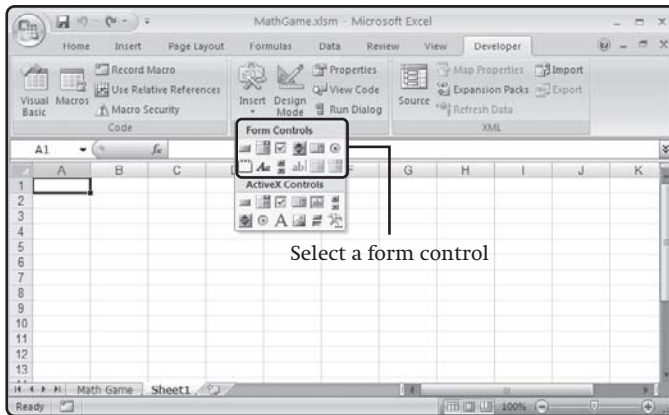 MathGame.xlsm - Microsoft Excel
Home Insert Page Layout Formulas Data Review View Developer
Visual Basic
Macros
Record Macro
Use Relative References
Macro Security
Code
Insert
Design Mode
Properties
View Code
Run Dialog
Source
Map Properties
Expansion Packs
Refresh Data
Import
Export
XML
Form Controls
Aa ab
ActiveX Controls
A
A1 fx
A B C F G H I J K
1
2
3
4
5
6
7
8
9
10
11
12
13
Select a form control
Math Game Sheet1
Ready 100%